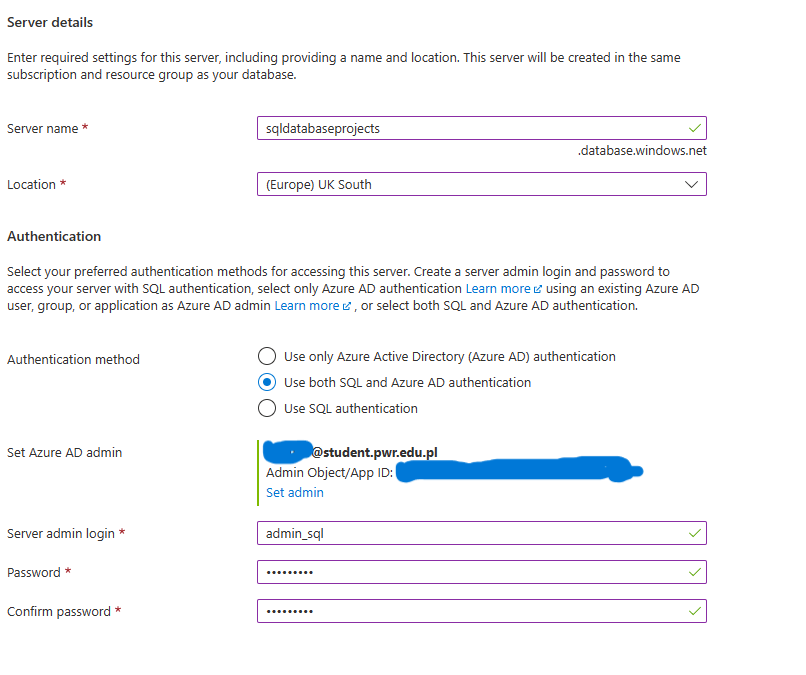 Server details
Enter required settings for this server, including providing a name and location. This server will be created in the same
subscription and resource group as your database.
Server name *
sqldatabaseprojects
.database.windows.net
Location *
(Europe) UK South
Authentication
Select your preferred authentication methods for accessing this server. Create a server admin login and password to
access your server with SQL authentication, select only Azure AD authentication Learn more using an existing Azure AD
user, group, or application as Azure AD admin Learn more , or select both SQL and Azure AD authentication.
Authentication method
Use only Azure Active Directory (Azure AD) authentication
Use both SQL and Azure AD authentication
Use SQL authentication
Set Azure AD admin
@student.pwr.edu.pl
Admin Object/App ID:
Set admin
Server admin login *
admin_sql
Password *
•••••••••
Confirm password *
•••••••••